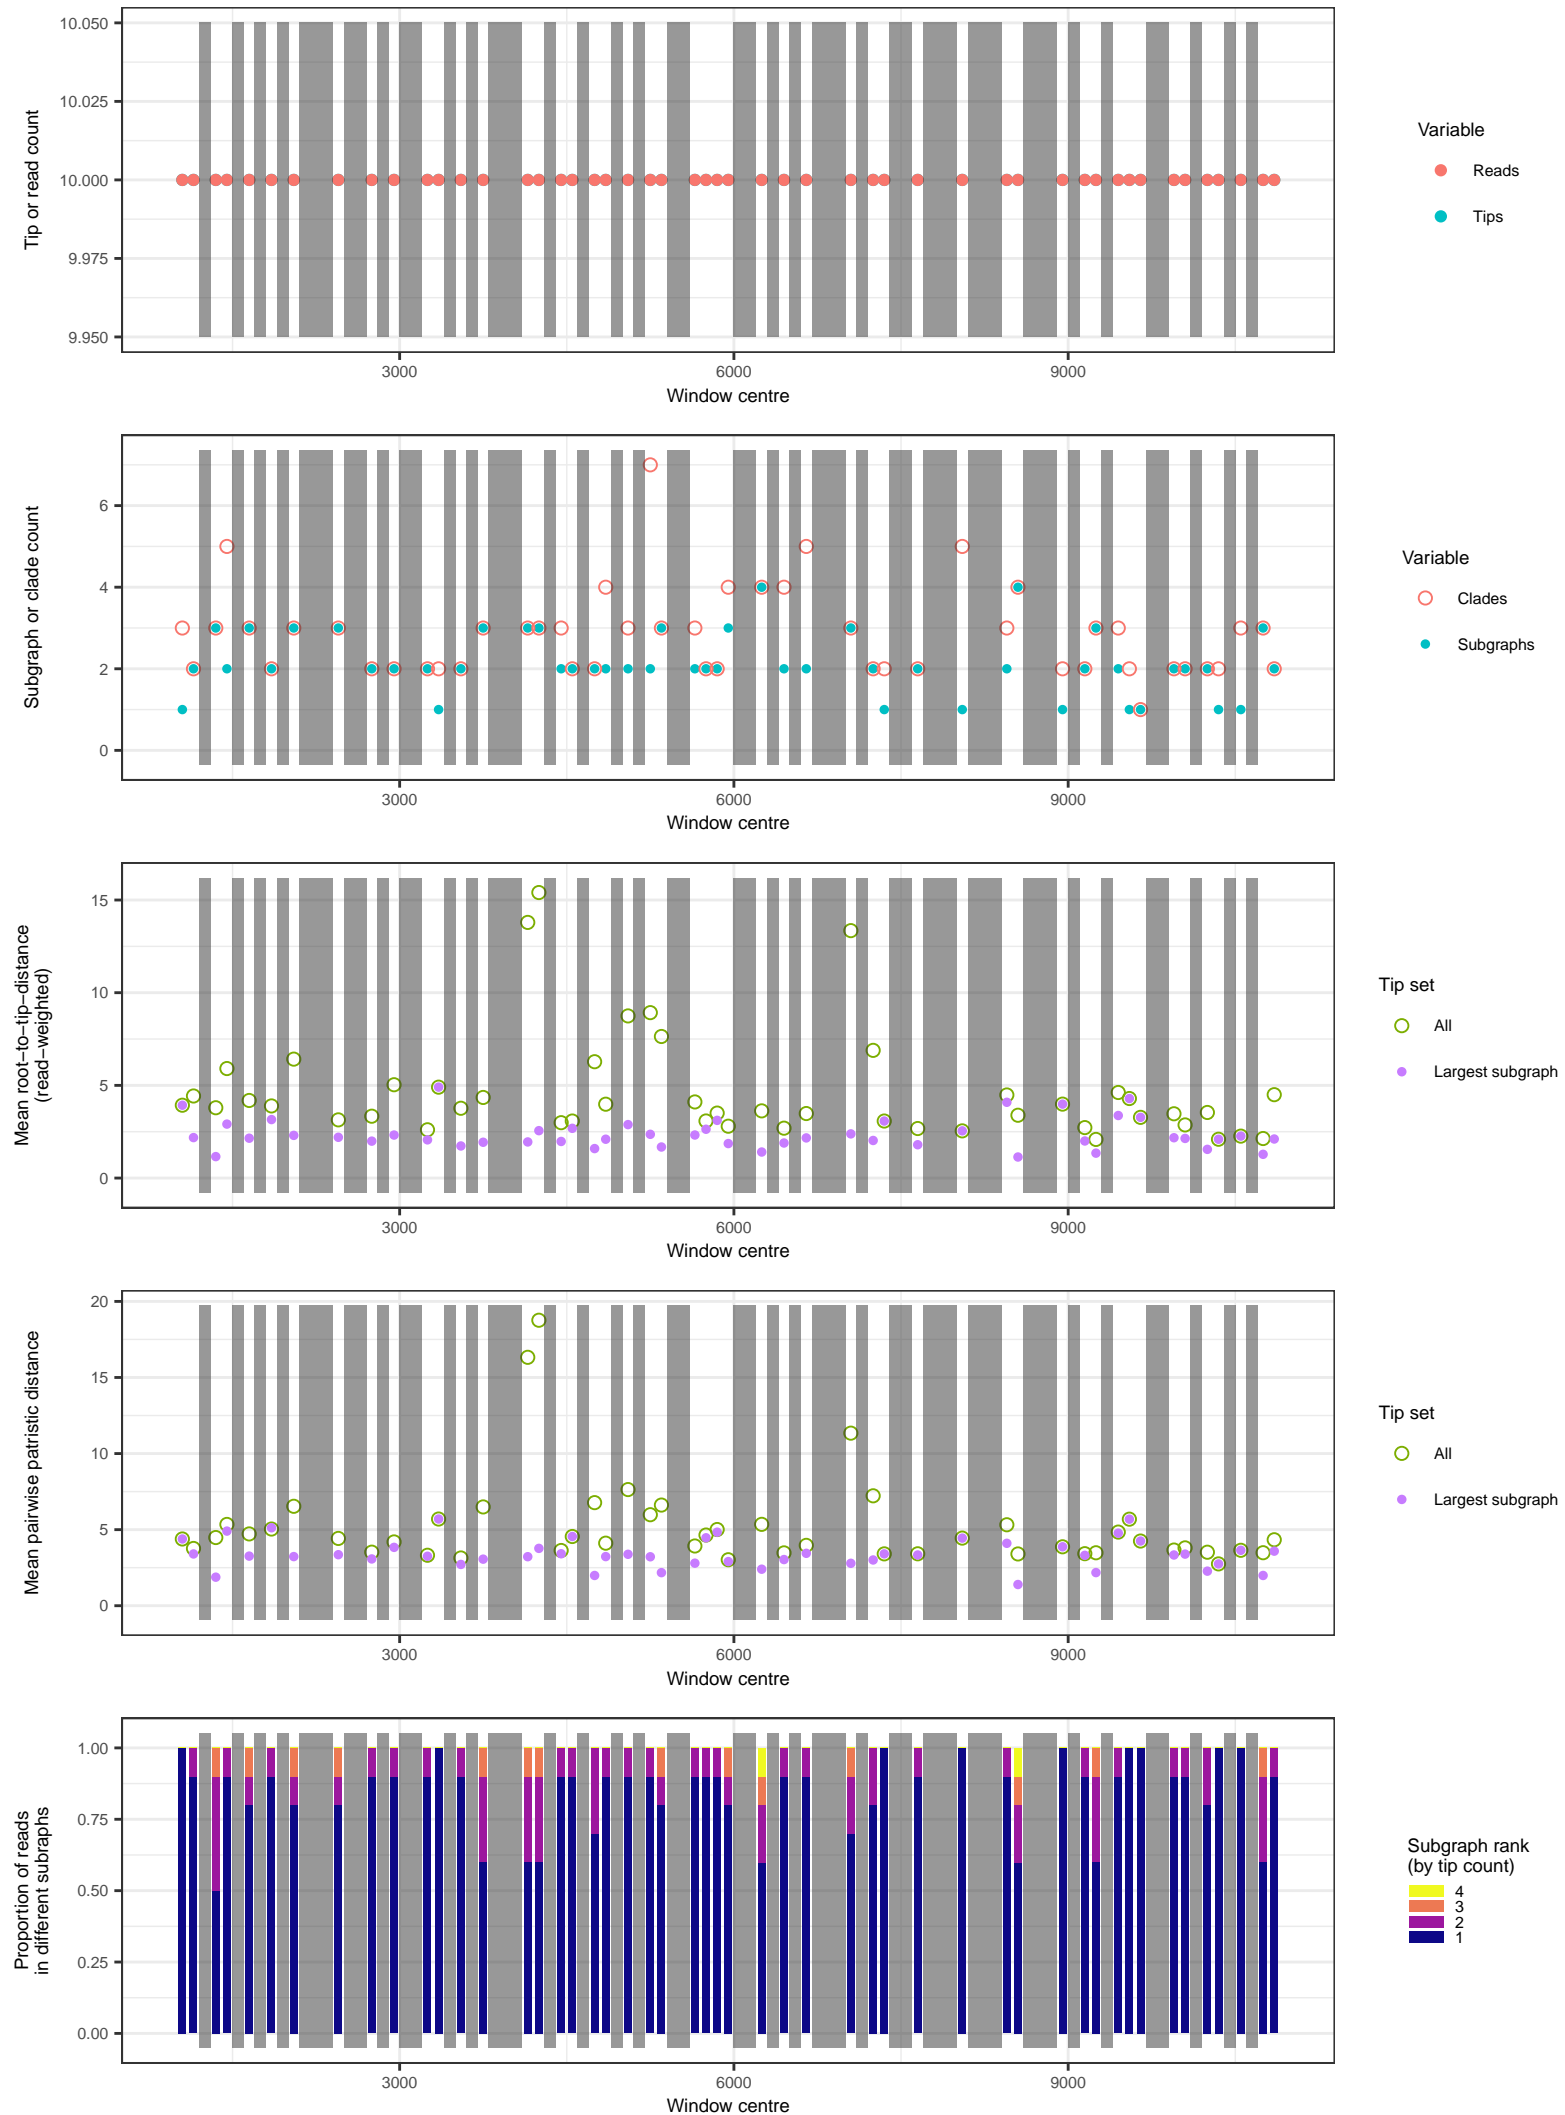 10.050
10.025
10.000
9.975
9.950
Tip or read count
3000 6000 9000
Window centre
Variable
Reads
Tips
6
4
2
0
Subgraph or clade count
3000 6000 9000
Window centre
Variable
Clades
Subgraphs
15
10
5
0
Mean root−to−tip−distance
(read−weighted)
3000 6000 9000
Window centre
Tip set
All
Largest subgraph
20
15
10
5
0
Mean pairwise patristic distance
3000 6000 9000
Window centre
Tip set
All
Largest subgraph
1.00
0.75
0.50
0.25
0.00
Proportion of reads
in different subraphs
3000 6000 9000
Window centre
Subgraph rank
(by tip count)
4
3
2
1